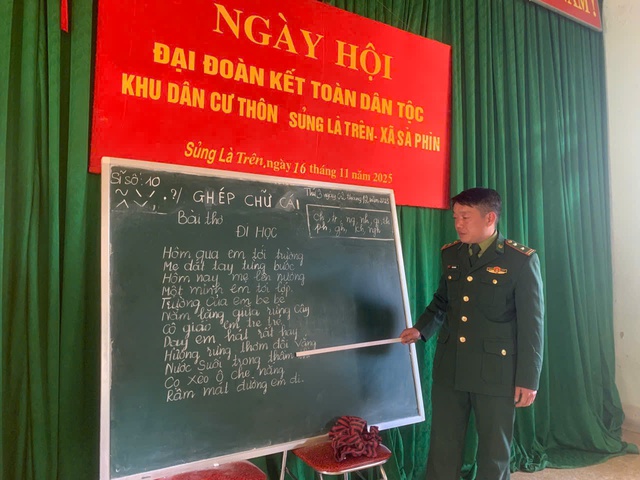 NGÀY HỘI
ĐẠI ĐOÀN KẾT TOÀN DÂN TỘC
KHU DÂN CƯ THÔN SỦNG LÀ TRÊN - XÃ SÀ PHÌN
Sủng Là Trên, ngày 16 tháng 11 năm 2025
Sĩ số: 10
GHÉP CHỮ CÁI
Bài thơ
ĐI HỌC
Hôm qua em tới trường
Mẹ dắt tay từng bước
Hôm nay mẹ lên nương
Một mình em tới lớp.
Trường của em be bé
Nằm lặng giữa rừng cây
Cô giáo em tre trẻ
Dạy em hát rất hay.
Hương rừng thơm đồi vắng
Nước suối trong thầm
Cọ xòe ô che nắng
Râm mát đường em đi.